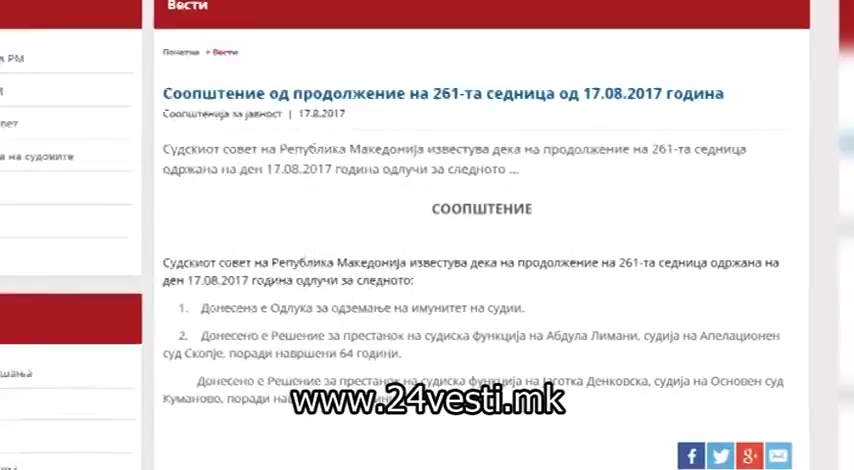 Вести
а РМ
Почетна » Вести
Соопштение од продолжение на 261-та седница од 17.08.2017 година
Соопштенија за јавност | 17.8.2017
вет
Судскиот совет на Република Македонија известува дека на продолжение на 261-та седница
а на судовите
одржана на ден 17.08.2017 година одлучи за следното ...
СООПШТЕНИЕ
Судскиот совет на Република Македонија известува дека на продолжение на 261-та седница одржана на
ден 17.08.2017 година одлучи за следното:
1. Донесена е Одлука за одземање на имунитет на судии.
2. Донесено е Решение за престанок на судиска функција на Абдула Лимани, судија на Апелационен
суд Скопје, поради навршени 64 години.
Донесено е Решение за престанок на судиска функција на Јаготка Денковска, судија на Основен суд
Куманово, поради
www.24vesti.mk